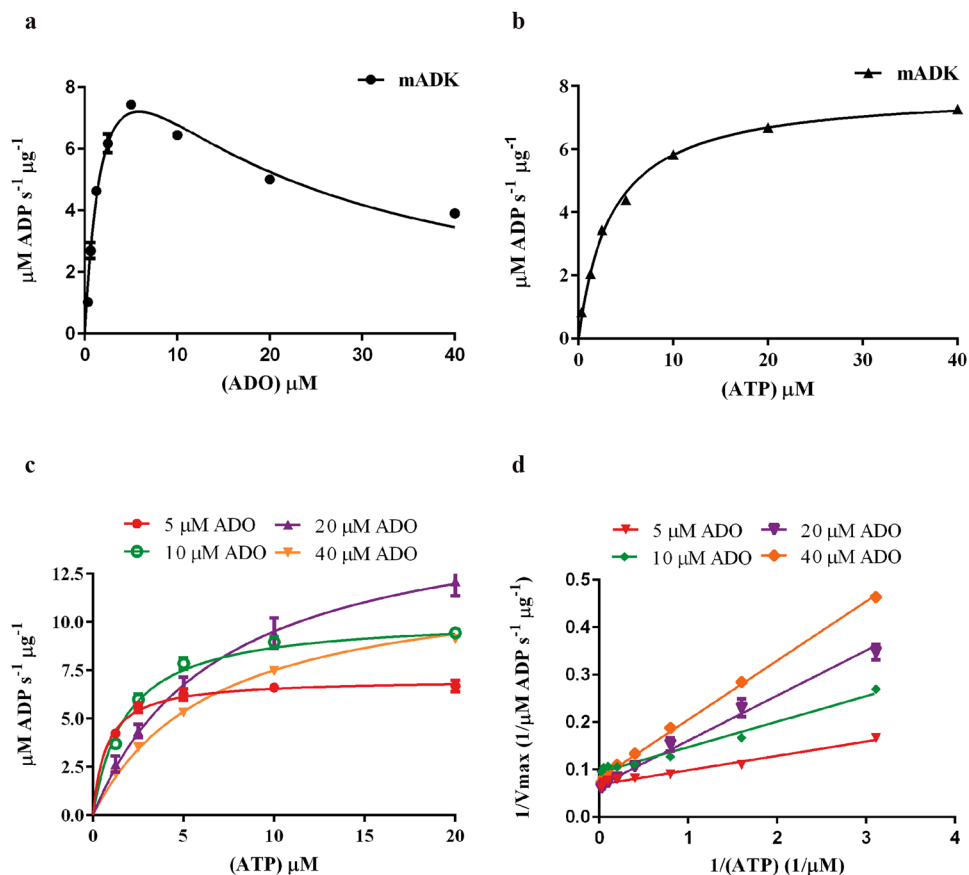 a
mADK
8
6
4
2
0
0 10 20 30 40
(ADO) μM
μM ADP s⁻¹ μg⁻¹
b
mADK
8
6
4
2
0
0 10 20 30 40
(ATP) μM
μM ADP s⁻¹ μg⁻¹
c
5 μM ADO 20 μM ADO
10 μM ADO 40 μM ADO
12.5
10.0
7.5
5.0
2.5
0.0
0 5 10 15 20
(ATP) μM
μM ADP s⁻¹ μg⁻¹
d
5 μM ADO 20 μM ADO
10 μM ADO 40 μM ADO
0.5
0.4
0.2
0.1
0.0
0 1 2 3 4
1/(ATP) (1/μM)
1/Vmax (1/μM ADP s⁻¹ μg⁻¹)